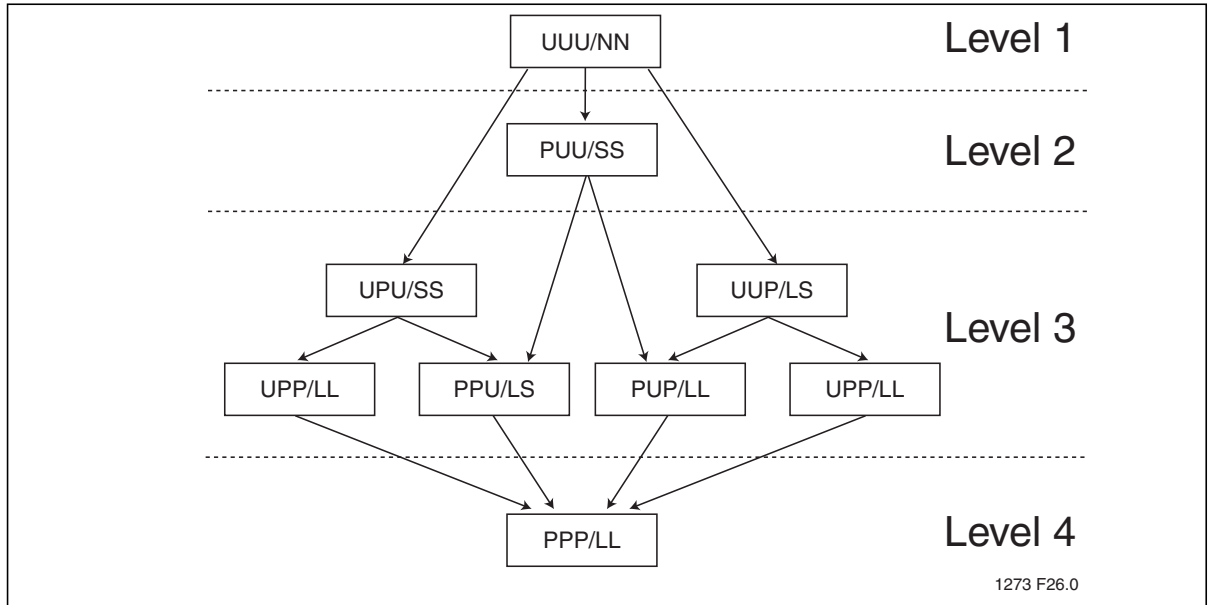 UUU/NN
Level 1
PUU/SS
Level 2
UPU/SS
UUP/LS
Level 3
UPP/LL
PPU/LS
PUP/LL
UPP/LL
PPP/LL
Level 4
1273 F26.0